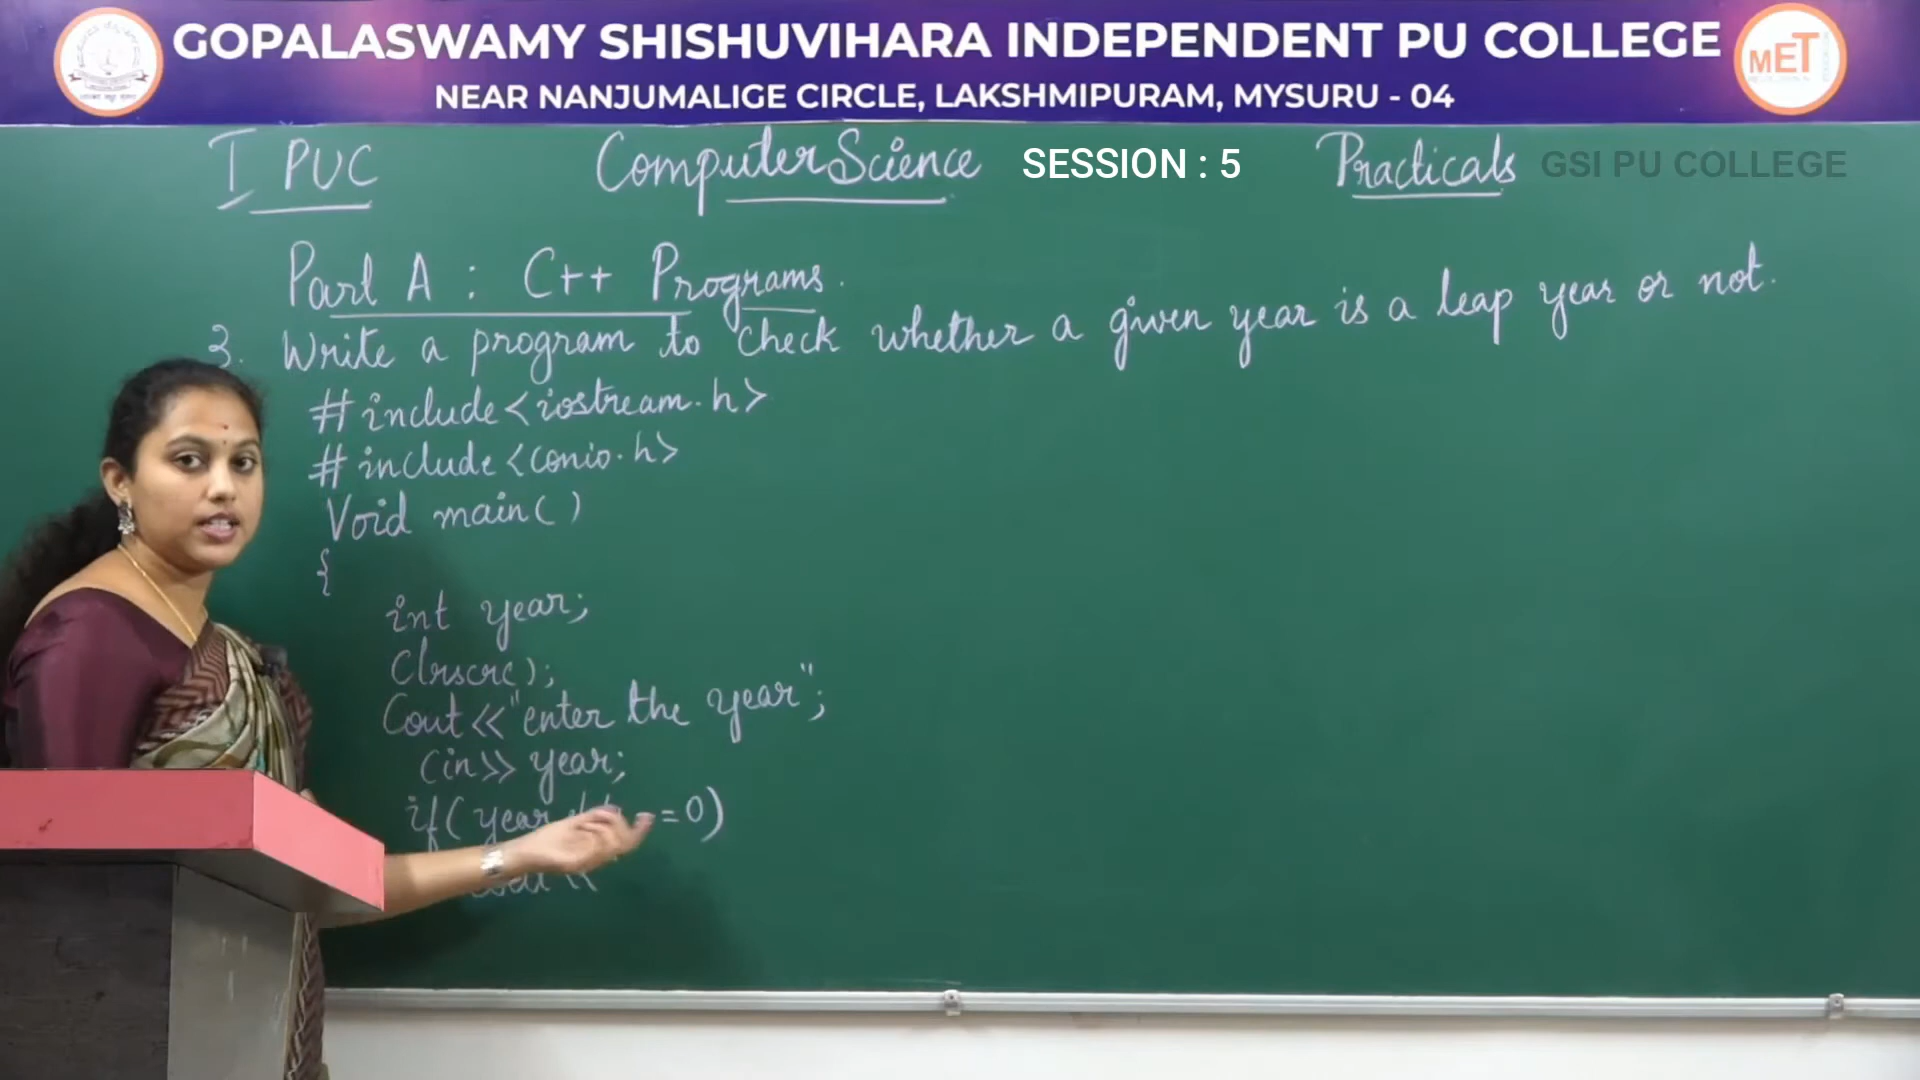 GOPALASWAMY SHISHUVIHARA INDEPENDENT PU COLLEGE
NEAR NANJUMALIGE CIRCLE, LAKSHMIPURAM, MYSURU - 04
MET
I PUC Computer Science SESSION : 5 Practicals GSI PU COLLEGE
Part A : C++ Programs.
3. Write a program to check whether a given year is a leap year or not.
#include<iostream.h>
#include<conio.h>
Void main()
{
int year;
Clrscr();
Cout<<"enter the year";
Cin>>year;
if(year ==0)
<<